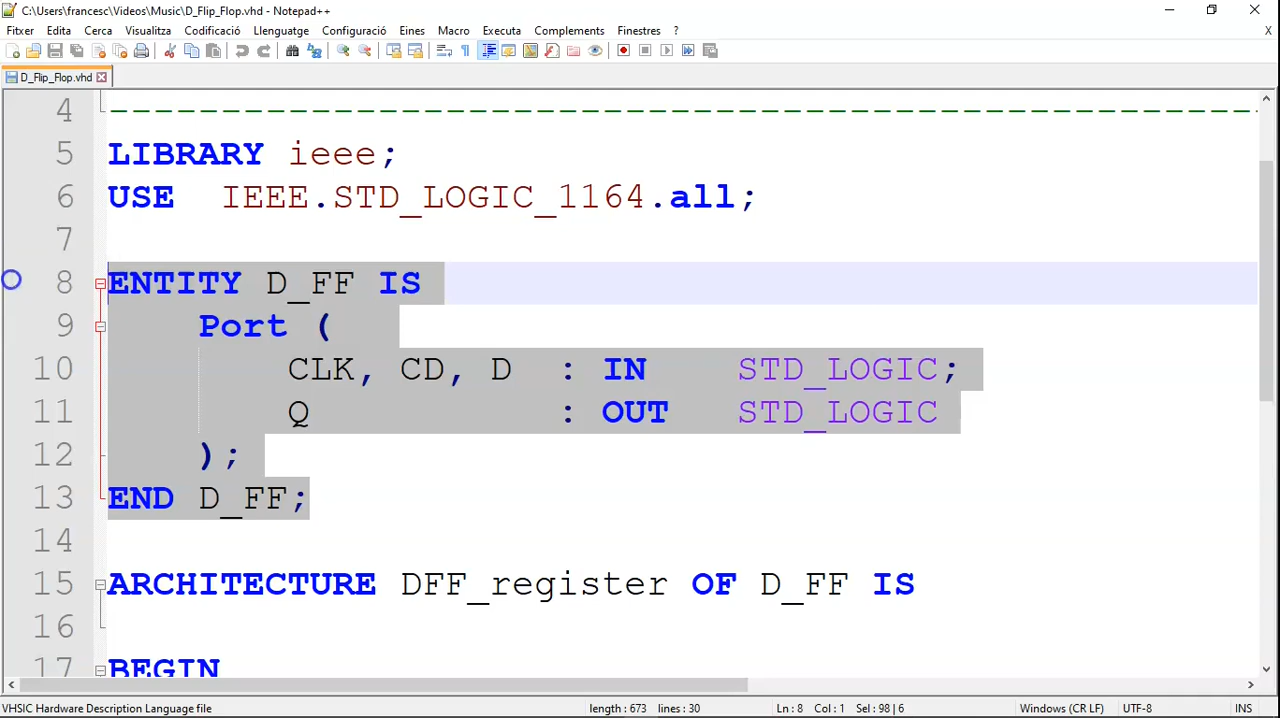 C:\Users\francesc\Videos\Music\D_Flip_Flop.vhd - Notepad++
Fitxer Edita Cerca Visualitza Codificació Llenguatge Configuració Eines Macro Executa Complements Finestres ? X
D_Flip_Flop.vhd
4 --------------------------------------------------
5 LIBRARY ieee;
6 USE  IEEE.STD_LOGIC_1164.all;
7
8 ENTITY D_FF IS
9     Port (
10         CLK, CD, D  : IN    STD_LOGIC;
11         Q           : OUT   STD_LOGIC
12     );
13 END D_FF;
14
15 ARCHITECTURE DFF_register OF D_FF IS
16
17 BEGIN
VHSIC Hardware Description Language file length : 673 lines : 30 Ln : 8 Col : 1 Sel : 98 | 6 Windows (CR LF) UTF-8 INS